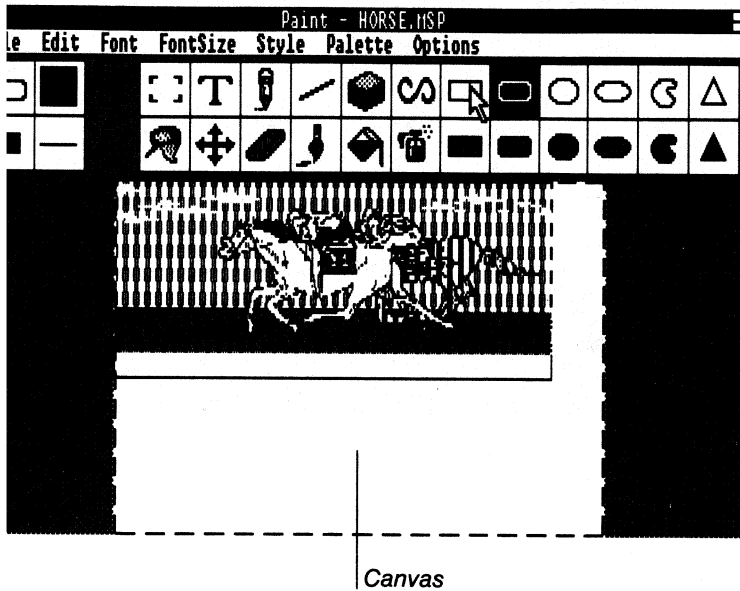 Paint - HORSE.MSP
le Edit Font FontSize Style Palette Options
T
Canvas